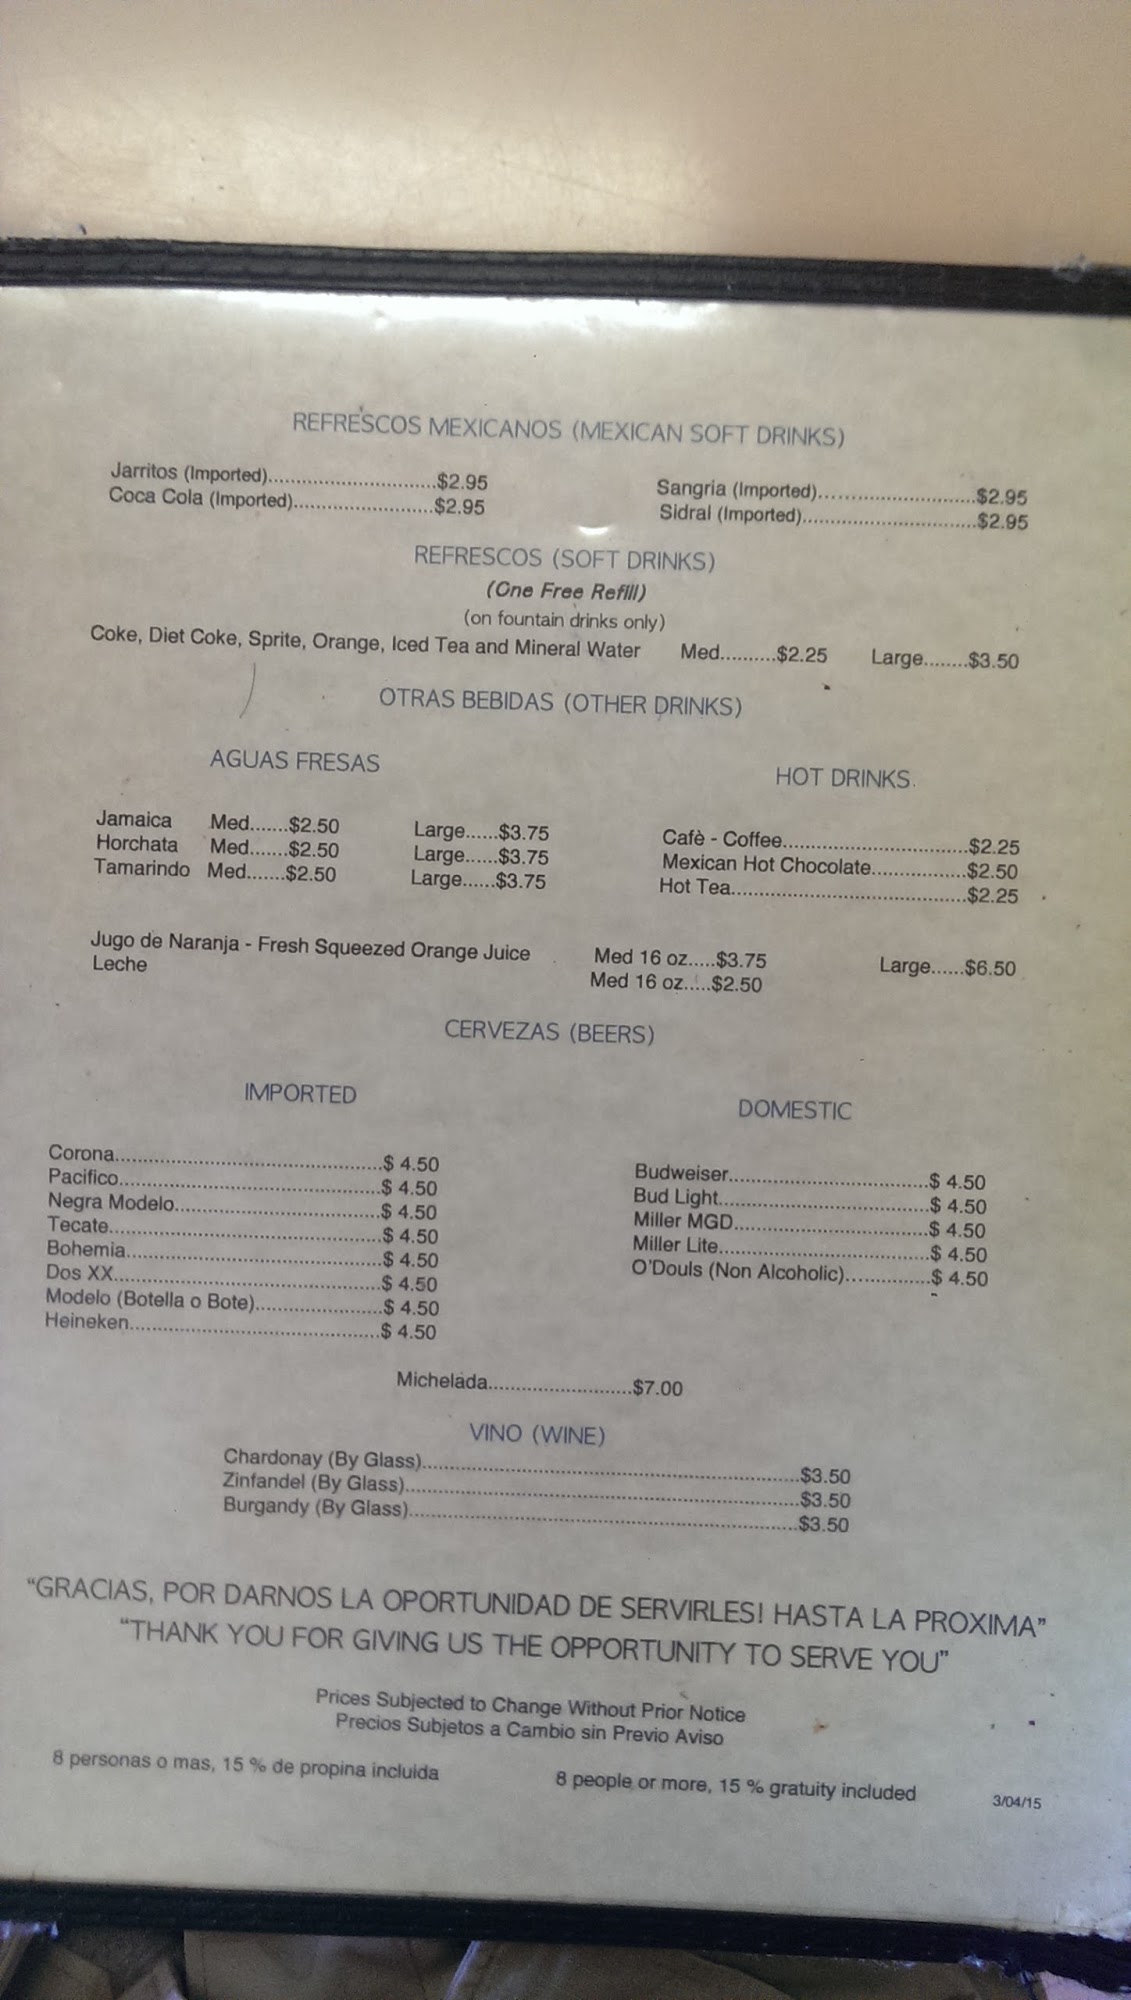 REFRESCOS MEXICANOS (MEXICAN SOFT DRINKS)
Jarritos (Imported)..............................$2.95 Sangria (Imported)............................$2.95
Coca Cola (Imported).........................$2.95 Sidral (Imported)...............................$2.95
REFRESCOS (SOFT DRINKS)
(One Free Refill)
(on fountain drinks only)
Coke, Diet Coke, Sprite, Orange, Iced Tea and Mineral Water Med..........$2.25 Large........$3.50
OTRAS BEBIDAS (OTHER DRINKS)
AGUAS FRESAS HOT DRINKS
Jamaica Med.......$2.50 Large......$3.75 Cafè - Coffee.................................$2.25
Horchata Med.......$2.50 Large......$3.75 Mexican Hot Chocolate.................$2.50
Tamarindo Med.......$2.50 Large......$3.75 Hot Tea..........................................$2.25
Jugo de Naranja - Fresh Squeezed Orange Juice Med 16 oz.....$3.75 Large......$6.50
Leche Med 16 oz.....$2.50
CERVEZAS (BEERS)
IMPORTED DOMESTIC
Corona................................................$ 4.50 Budweiser....................................$ 4.50
Pacifico...............................................$ 4.50 Bud Light......................................$ 4.50
Negra Modelo.....................................$ 4.50 Miller MGD...................................$ 4.50
Tecate.................................................$ 4.50 Miller Lite......................................$ 4.50
Bohemia..............................................$ 4.50 O'Douls (Non Alcoholic)...............$ 4.50
Dos XX................................................$ 4.50
Modelo (Botella o Bote).......................$ 4.50
Heineken.............................................$ 4.50
Michelada..........................$7.00
VINO (WINE)
Chardonay (By Glass)....................................................................$3.50
Zinfandel (By Glass).......................................................................$3.50
Burgandy (By Glass)......................................................................$3.50
"GRACIAS, POR DARNOS LA OPORTUNIDAD DE SERVIRLES! HASTA LA PROXIMA"
"THANK YOU FOR GIVING US THE OPPORTUNITY TO SERVE YOU"
Prices Subjected to Change Without Prior Notice
Precios Subjetos a Cambio sin Previo Aviso
8 personas o mas, 15 % de propina incluida 8 people or more, 15 % gratuity included 3/04/15